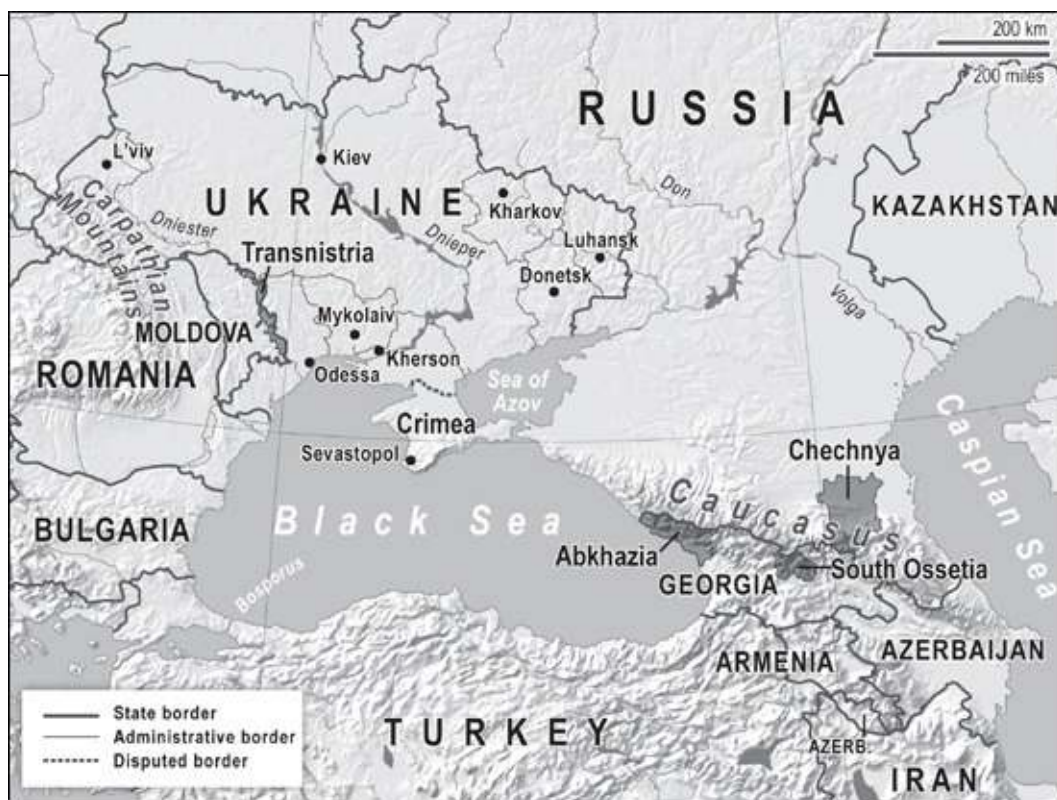 200 km
200 miles
RUSSIA
L'viv
Kiev
UKRAINE
Kharkov
Don
KAZAKHSTAN
Carpathian
Mountains
Dniester
Dnieper
Luhansk
Transnistria
Donetsk
Volga
Mykolaiv
MOLDOVA
Kherson
ROMANIA
Odessa
Sea of
Azov
Crimea
Caspian Sea
Sevastopol
Chechnya
Caucasus
Black Sea
BULGARIA
Abkhazia
South Ossetia
GEORGIA
Bosporus
ARMENIA
AZERBAIJAN
State border
Administrative border
Disputed border
TURKEY
AZERB.
IRAN